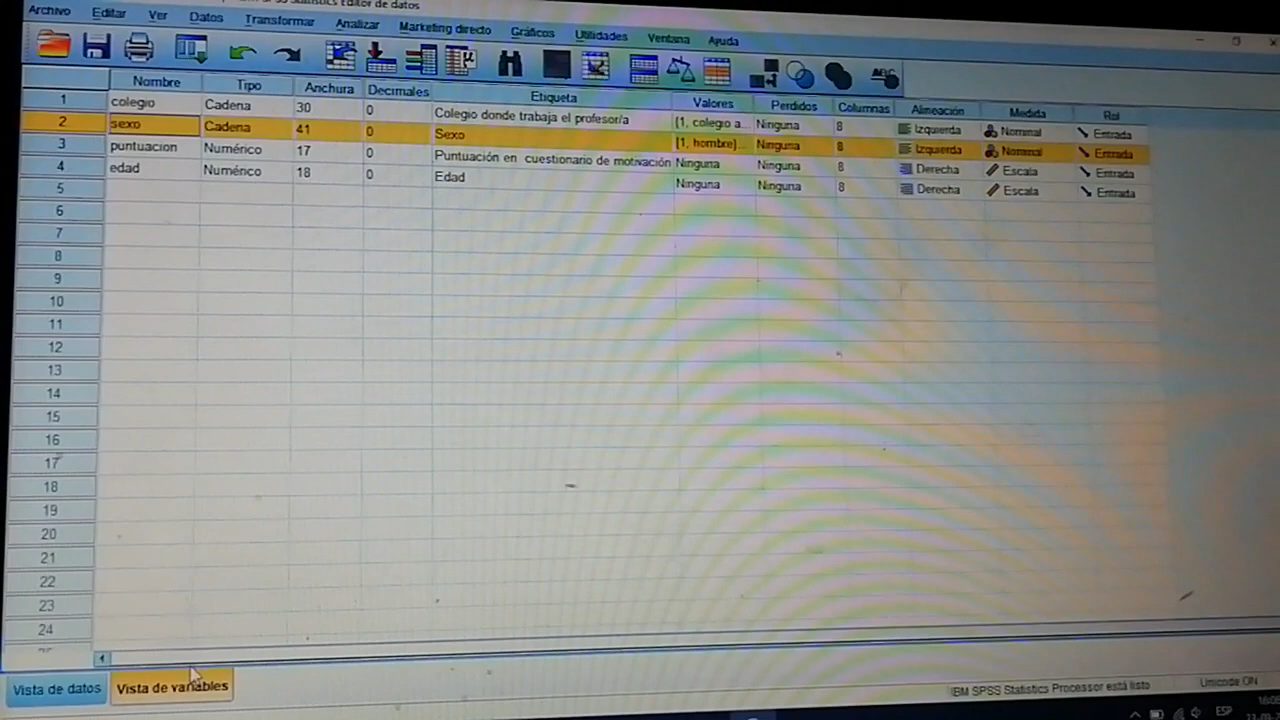 Statistics Editor de datos
Archivo Editar Ver Datos Transformar Analizar Marketing directo Gráficos Utilidades Ventana Ayuda
Nombre Tipo Anchura Decimales Etiqueta Valores Perdidos Columnas Alineación Medida Rol
1 colegio Cadena 30 0 Colegio donde trabaja el profesor/a {1, colegio a... Ninguna 8 Izquierda Nominal Entrada
2 sexo Cadena 41 0 Sexo {1, hombre}... Ninguna 8 Izquierda Nominal Entrada
3 puntuacion Numérico 17 0 Puntuación en cuestionario de motivación Ninguna Ninguna 8 Derecha Escala Entrada
4 edad Numérico 18 0 Edad Ninguna Ninguna 8 Derecha Escala Entrada
5
6
7
8
9
10
11
12
13
14
15
16
17
18
19
20
21
22
23
24
Vista de datos Vista de variables
IBM SPSS Statistics Processor está listo Unicode:ON
ESP